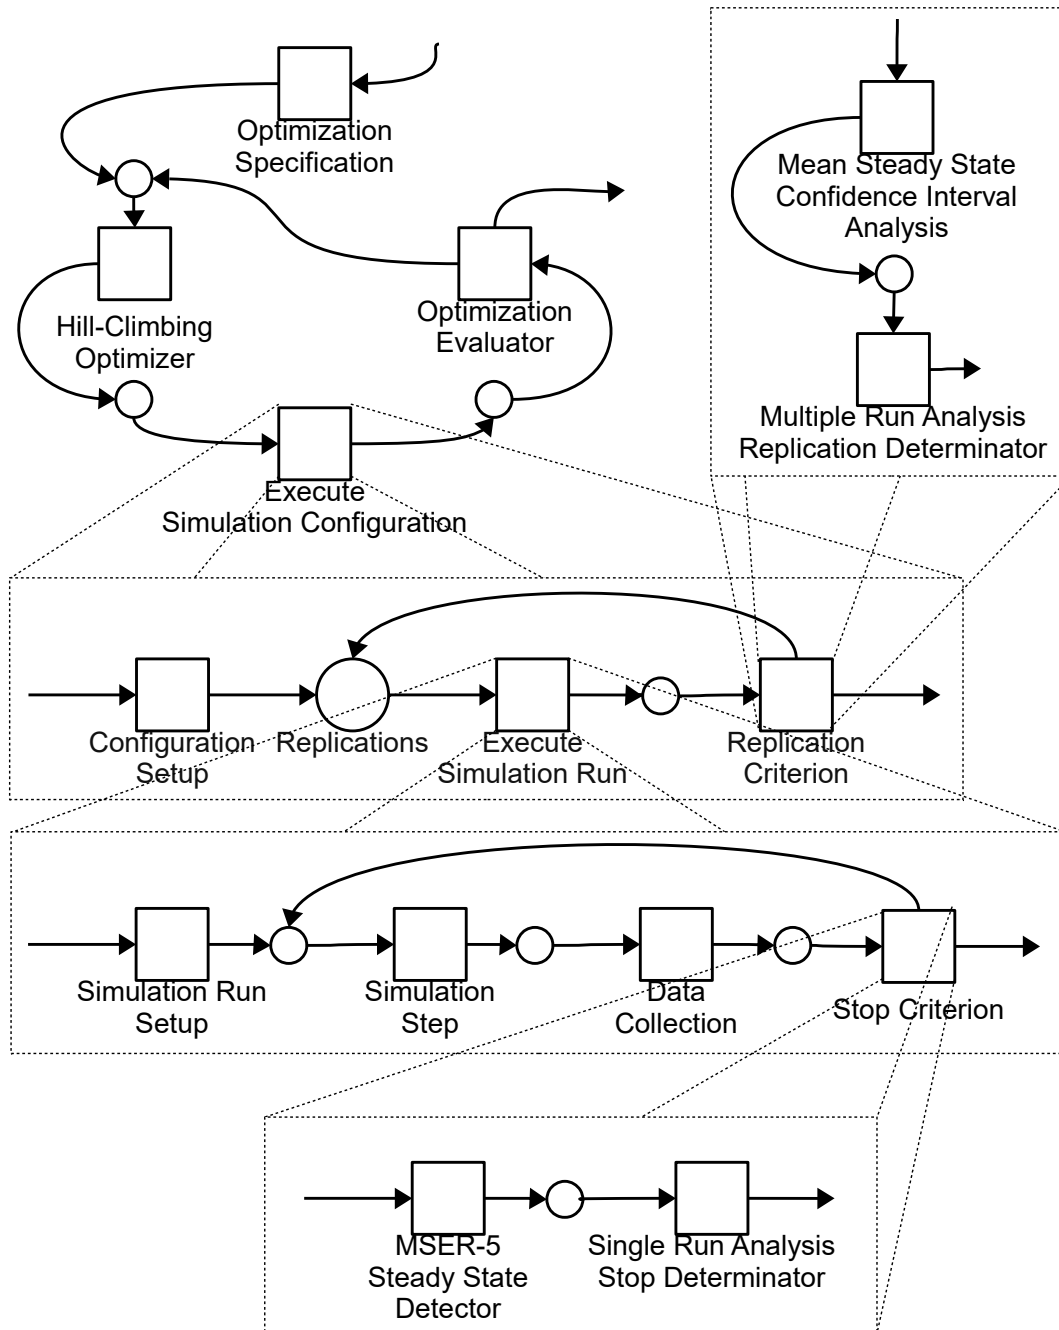 Optimization
Specification
Mean Steady State
Confidence Interval
Analysis
Hill-Climbing
Optimizer
Optimization
Evaluator
Multiple Run Analysis
Replication Determinator
Execute
Simulation Configuration
Configuration
Setup
Replications
Execute
Simulation Run
Replication
Criterion
Simulation Run
Setup
Simulation
Step
Data
Collection
Stop Criterion
MSER-5
Steady State
Detector
Single Run Analysis
Stop Determinator